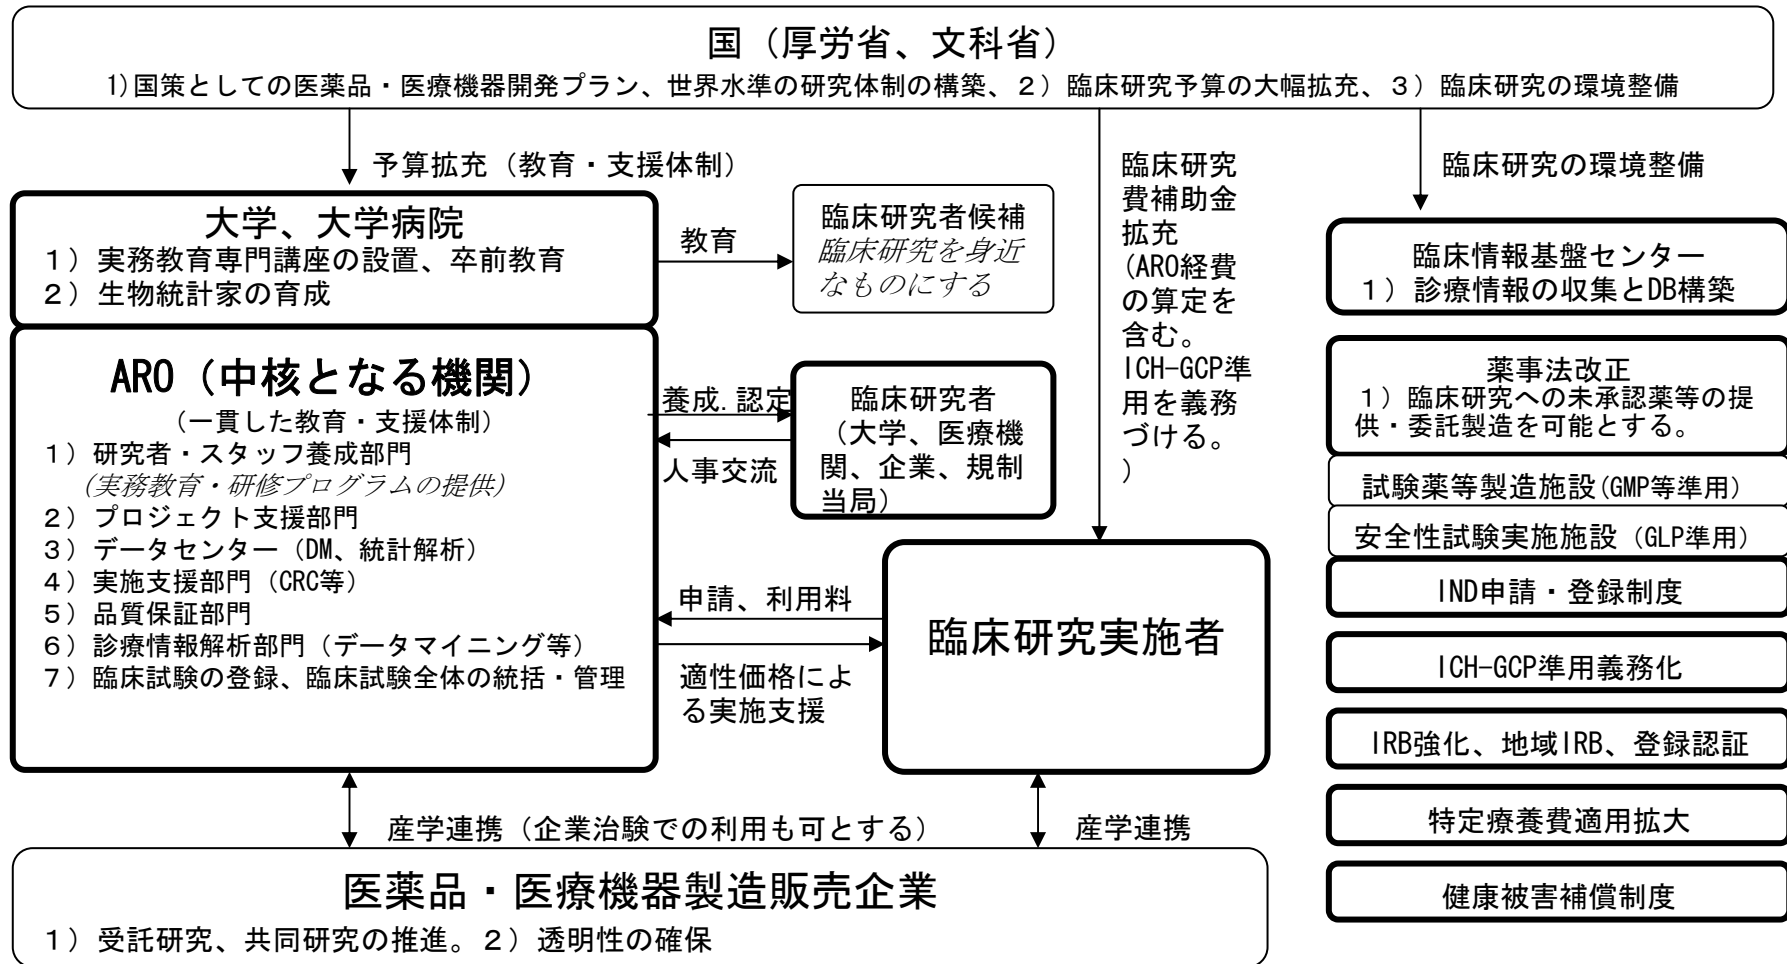 国（厚労省、文科省）
1)国策としての医薬品・医療機器開発プラン、世界水準の研究体制の構築、２）臨床研究予算の大幅拡充、３）臨床研究の環境整備
予算拡充（教育・支援体制）
大学、大学病院
１）実務教育専門講座の設置、卒前教育
２）生物統計家の育成
教育
臨床研究者候補
臨床研究を身近
なものにする
ARO（中核となる機関）
（一貫した教育・支援体制）
１）研究者・スタッフ養成部門
（実務教育・研修プログラムの提供）
２）プロジェクト支援部門
３）データセンター（DM、統計解析）
４）実施支援部門（CRC等）
５）品質保証部門
６）診療情報解析部門（データマイニング等）
７）臨床試験の登録、臨床試験全体の統括・管理
養成.認定
人事交流
臨床研究者
（大学、医療機
関、企業、規制
当局）
申請、利用料
適性価格によ
る実施支援
臨床研究実施者
臨床研究
費補助金
拡充
（ARO経費
の算定を
含む。
ICH-GCP準
用を義務
づける。
）
臨床研究の環境整備
臨床情報基盤センター
１）診療情報の収集とDB構築
薬事法改正
１）臨床研究への未承認薬等の提
供・委託製造を可能とする。
試験薬等製造施設(GMP等準用)
安全性試験実施施設（GLP準用）
IND申請・登録制度
ICH-GCP準用義務化
IRB強化、地域IRB、登録認証
特定療養費適用拡大
健康被害補償制度
産学連携（企業治験での利用も可とする）
産学連携
医薬品・医療機器製造販売企業
１）受託研究、共同研究の推進。２）透明性の確保